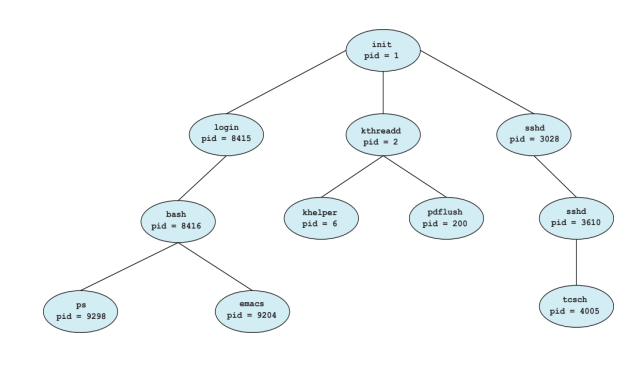 init
pid = 1
login
pid = 8415
kthreadd
pid = 2
sshd
pid = 3028
bash
pid = 8416
khelper
pid = 6
pdflush
pid = 200
sshd
pid = 3610
ps
pid = 9298
emacs
pid = 9204
tcsch
pid = 4005